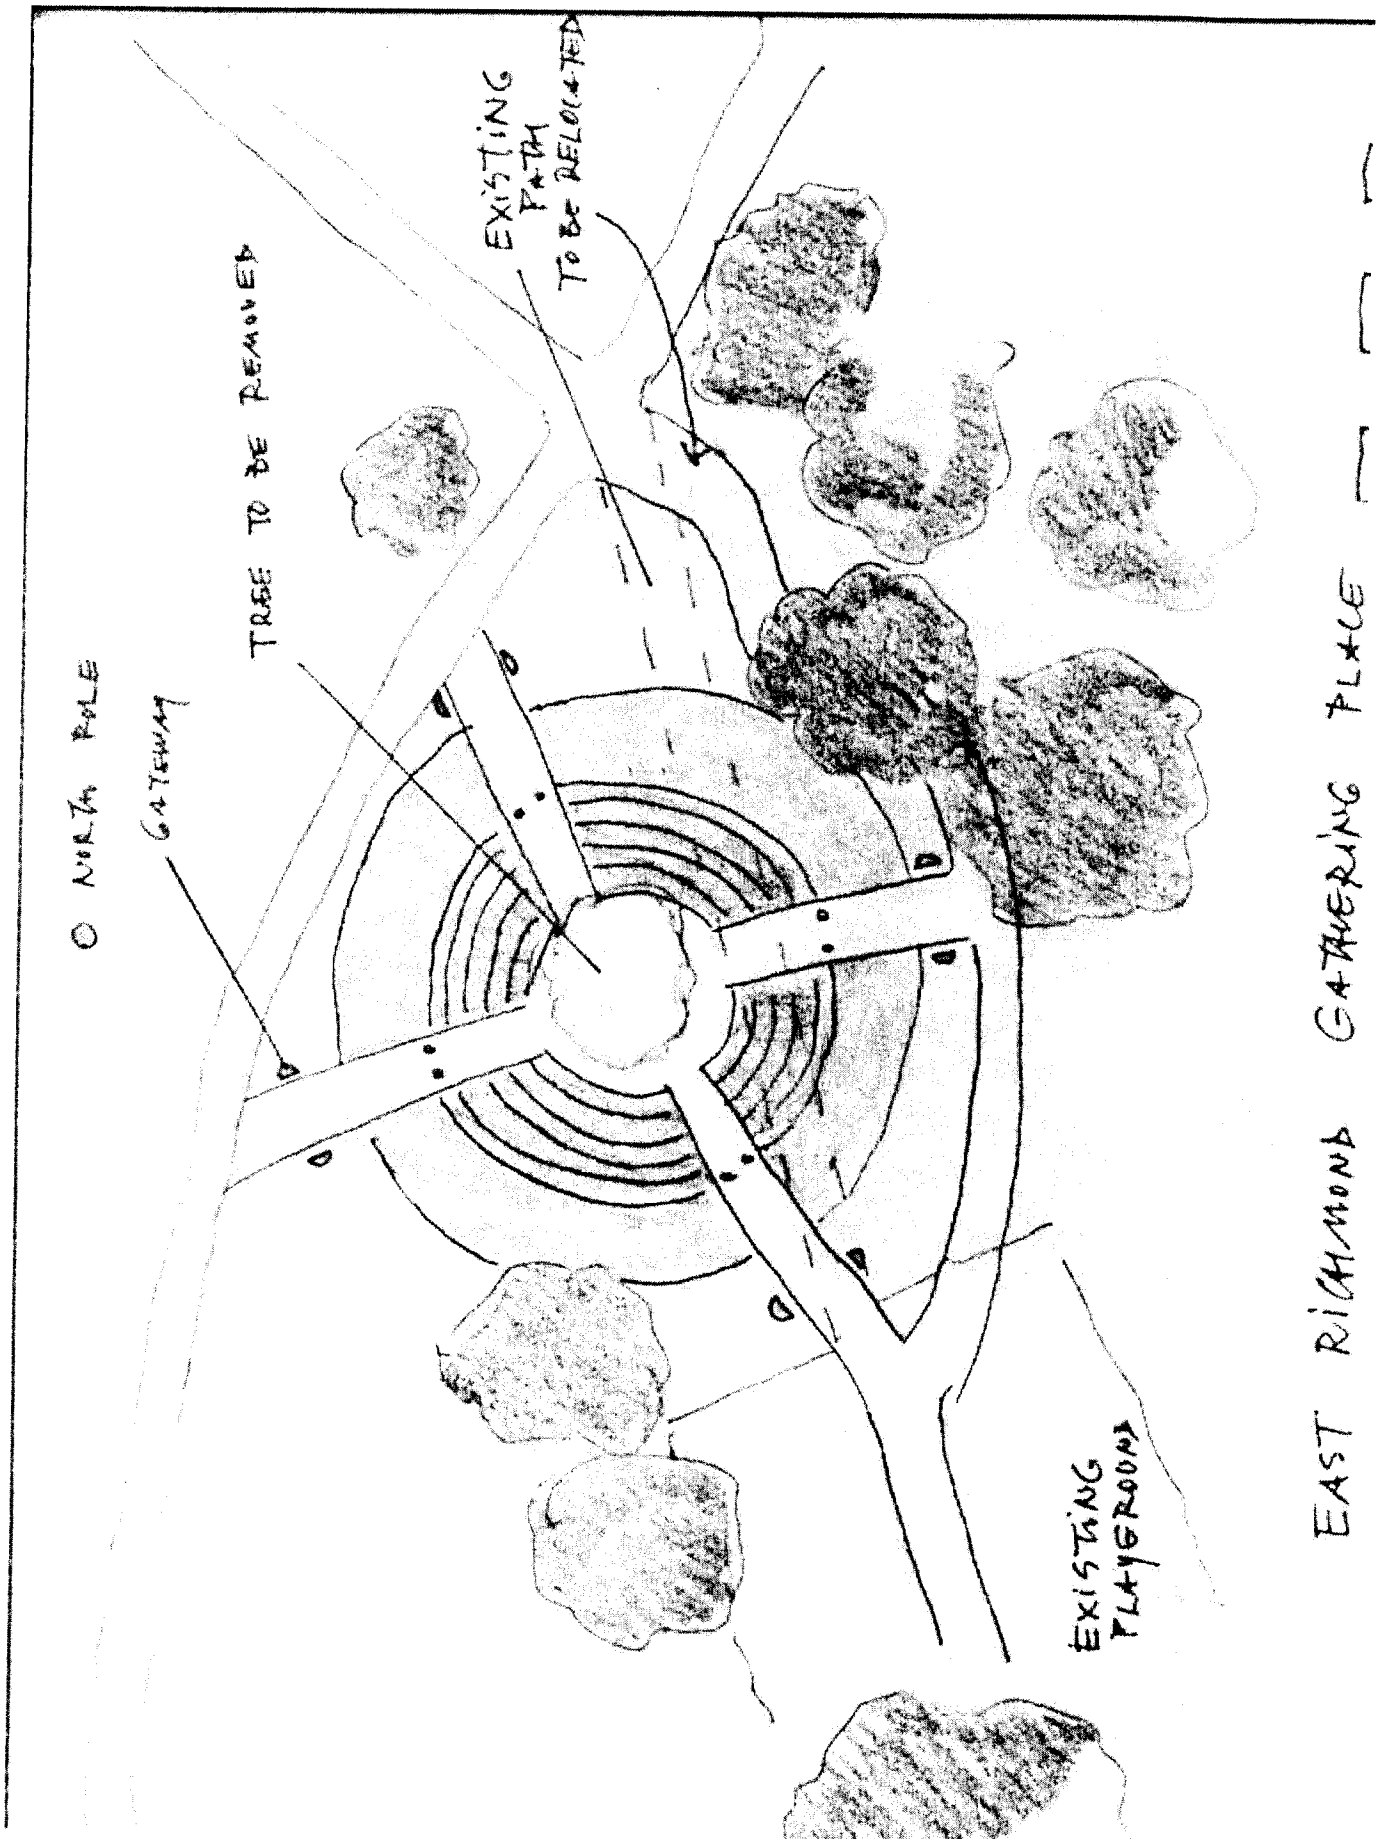 NORTH POLE
GATEWAY
TREE TO BE REMOVED
EXISTING
PATH
TO BE RELOCATED
EXISTING
PLAYGROUND
EAST RICHMOND GATHERING PLACE